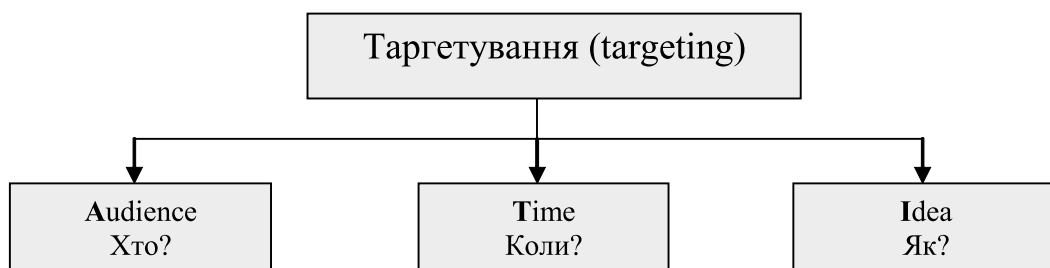 Таргетування (targeting)
Audience
Хто?
Time
Коли?
Idea
Як?